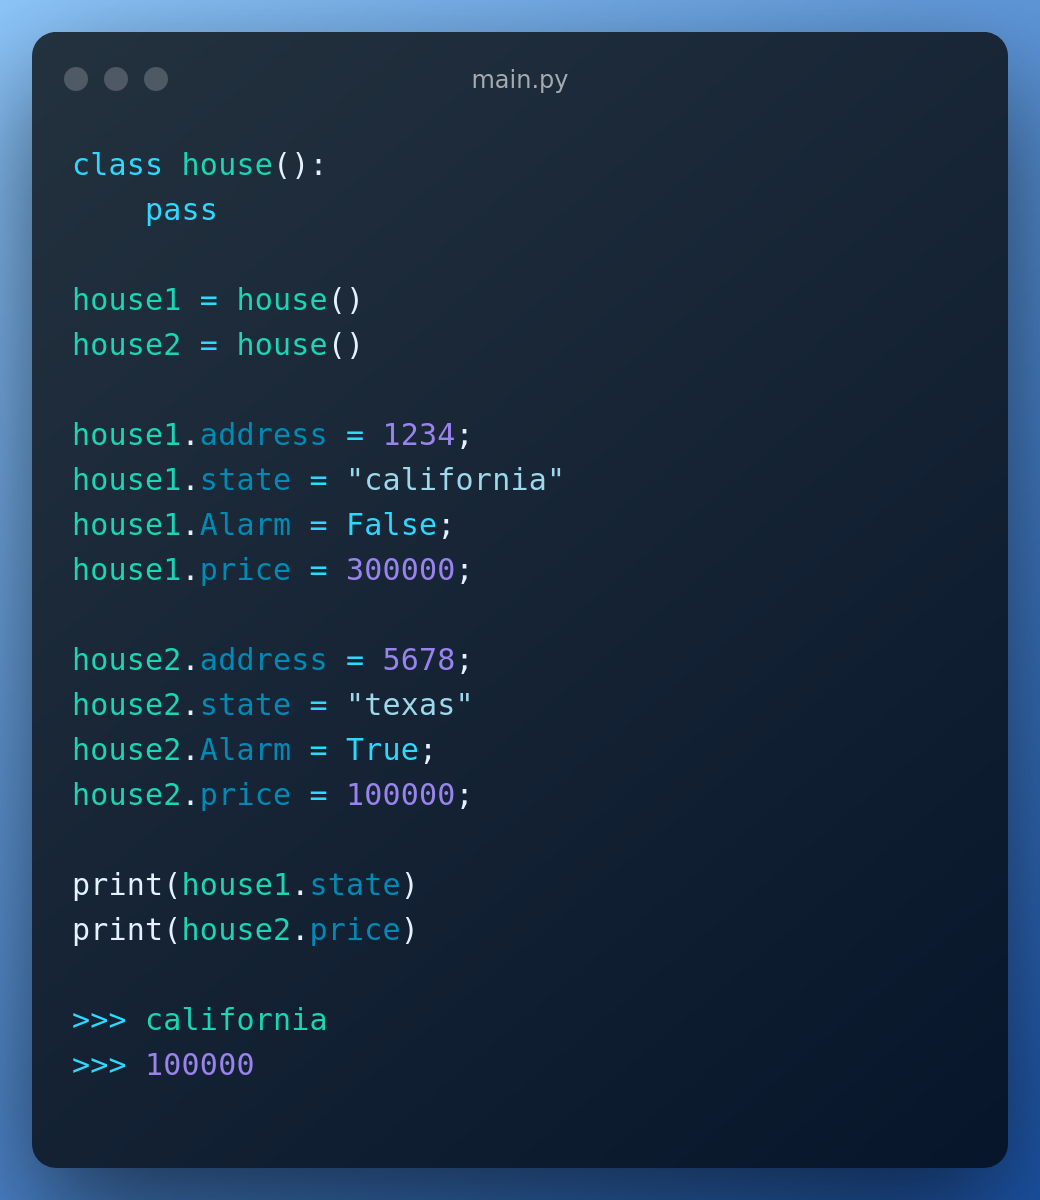 main.py
class house():
    pass
house1 = house()
house2 = house()
house1.address = 1234;
house1.state = "california"
house1.Alarm = False;
house1.price = 300000;
house2.address = 5678;
house2.state = "texas"
house2.Alarm = True;
house2.price = 100000;
print(house1.state)
print(house2.price)
>>> california
>>> 100000